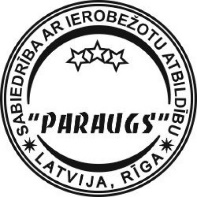 SABIEDRĪBA AR IEROBEŽOTU ATBILDĪBU
"PARAUGS"
LATVIJA, RĪGA